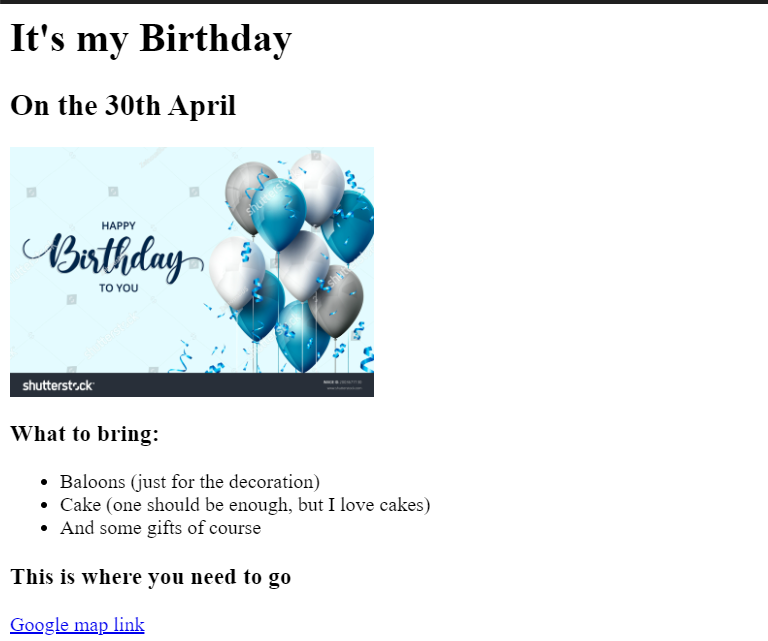 It's my Birthday
On the 30th April
HAPPY
Birthday
TO YOU
shutterstock
What to bring:
Baloons (just for the decoration)
Cake (one should be enough, but I love cakes)
And some gifts of course
This is where you need to go
Google map link